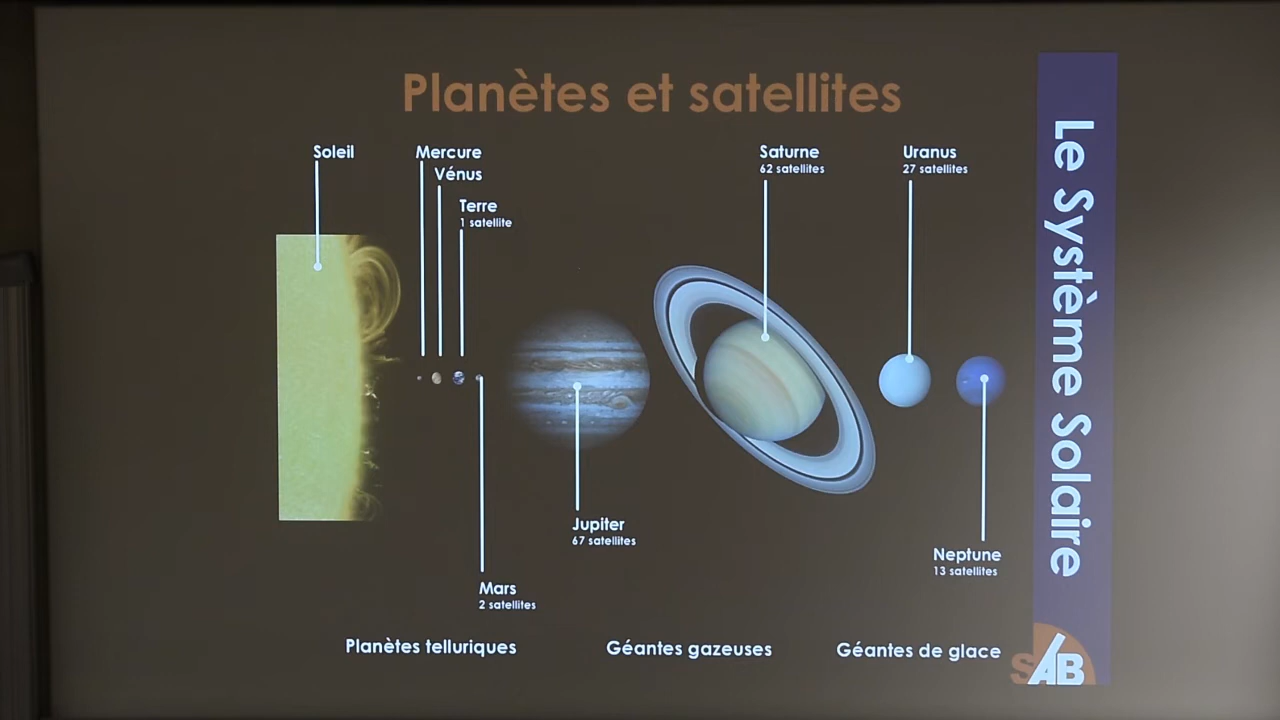 Planètes et satellites
Soleil
Mercure
Vénus
Terre
1 satellite
Saturne
62 satellites
Uranus
27 satellites
Jupiter
67 satellites
Neptune
13 satellites
Mars
2 satellites
Planètes telluriques
Géantes gazeuses
Géantes de glace
Le Système Solaire
SAB